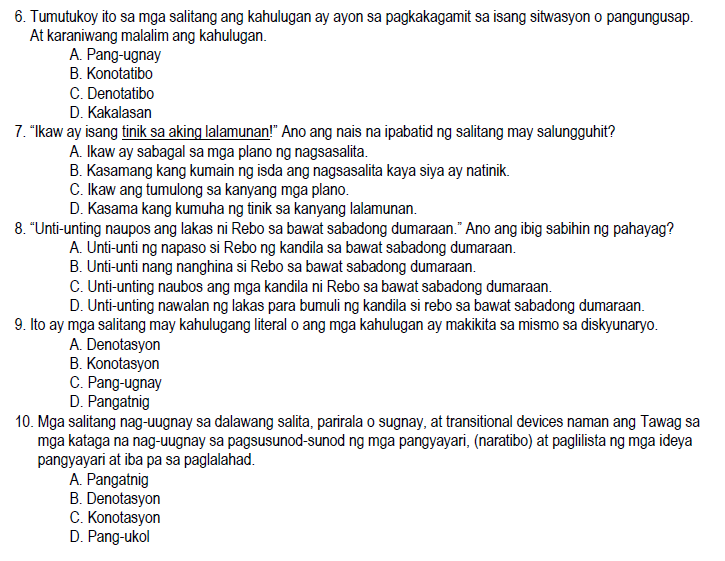 6. Tumutukoy ito sa mga salitang ang kahulugan ay ayon sa pagkakagamit sa isang sitwasyon o pangungusap.
At karaniwang malalim ang kahulugan.
A. Pang-ugnay
B. Konotatibo
C. Denotatibo
D. Kakalasan
7. “Ikaw ay isang tinik sa aking lalamunan!” Ano ang nais na ipabatid ng salitang may salungguhit?
A. Ikaw ay sabagal sa mga plano ng nagsasalita.
B. Kasamang kang kumain ng isda ang nagsasalita kaya siya ay natinik.
C. Ikaw ang tumulong sa kanyang mga plano.
D. Kasama kang kumuha ng tinik sa kanyang lalamunan.
8. “Unti-unting naupos ang lakas ni Rebo sa bawat sabadong dumaraan.” Ano ang ibig sabihin ng pahayag?
A. Unti-unti ng napaso si Rebo ng kandila sa bawat sabadong dumaraan.
B. Unti-unti nang nanghina si Rebo sa bawat sabadong dumaraan.
C. Unti-unting naubos ang mga kandila ni Rebo sa bawat sabadong dumaraan.
D. Unti-unting nawalan ng lakas para bumuli ng kandila si rebo sa bawat sabadong dumaraan.
9. Ito ay mga salitang may kahulugang literal o ang mga kahulugan ay makikita sa mismo sa diskyunaryo.
A. Denotasyon
B. Konotasyon
C. Pang-ugnay
D. Pangatnig
10. Mga salitang nag-uugnay sa dalawang salita, parirala o sugnay, at transitional devices naman ang Tawag sa
mga kataga na nag-uugnay sa pagsusunod-sunod ng mga pangyayari, (naratibo) at paglilista ng mga ideya
pangyayari at iba pa sa paglalahad.
A. Pangatnig
B. Denotasyon
C. Konotasyon
D. Pang-ukol